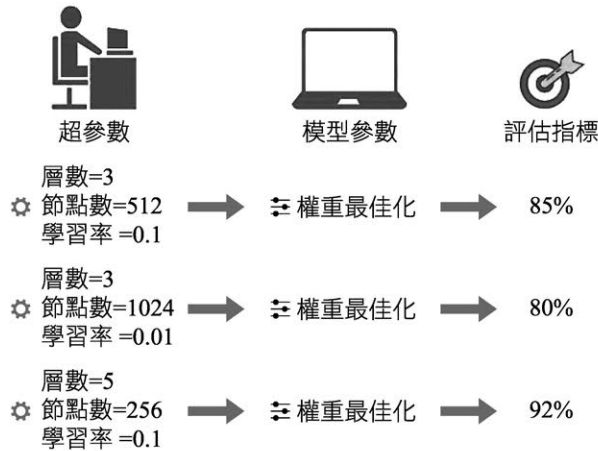 超參數
模型參數
評估指標
層數=3
節點數=512
學習率 =0.1
權重最佳化
85%
層數=3
節點數=1024
學習率 =0.01
權重最佳化
80%
層數=5
節點數=256
學習率 =0.1
權重最佳化
92%